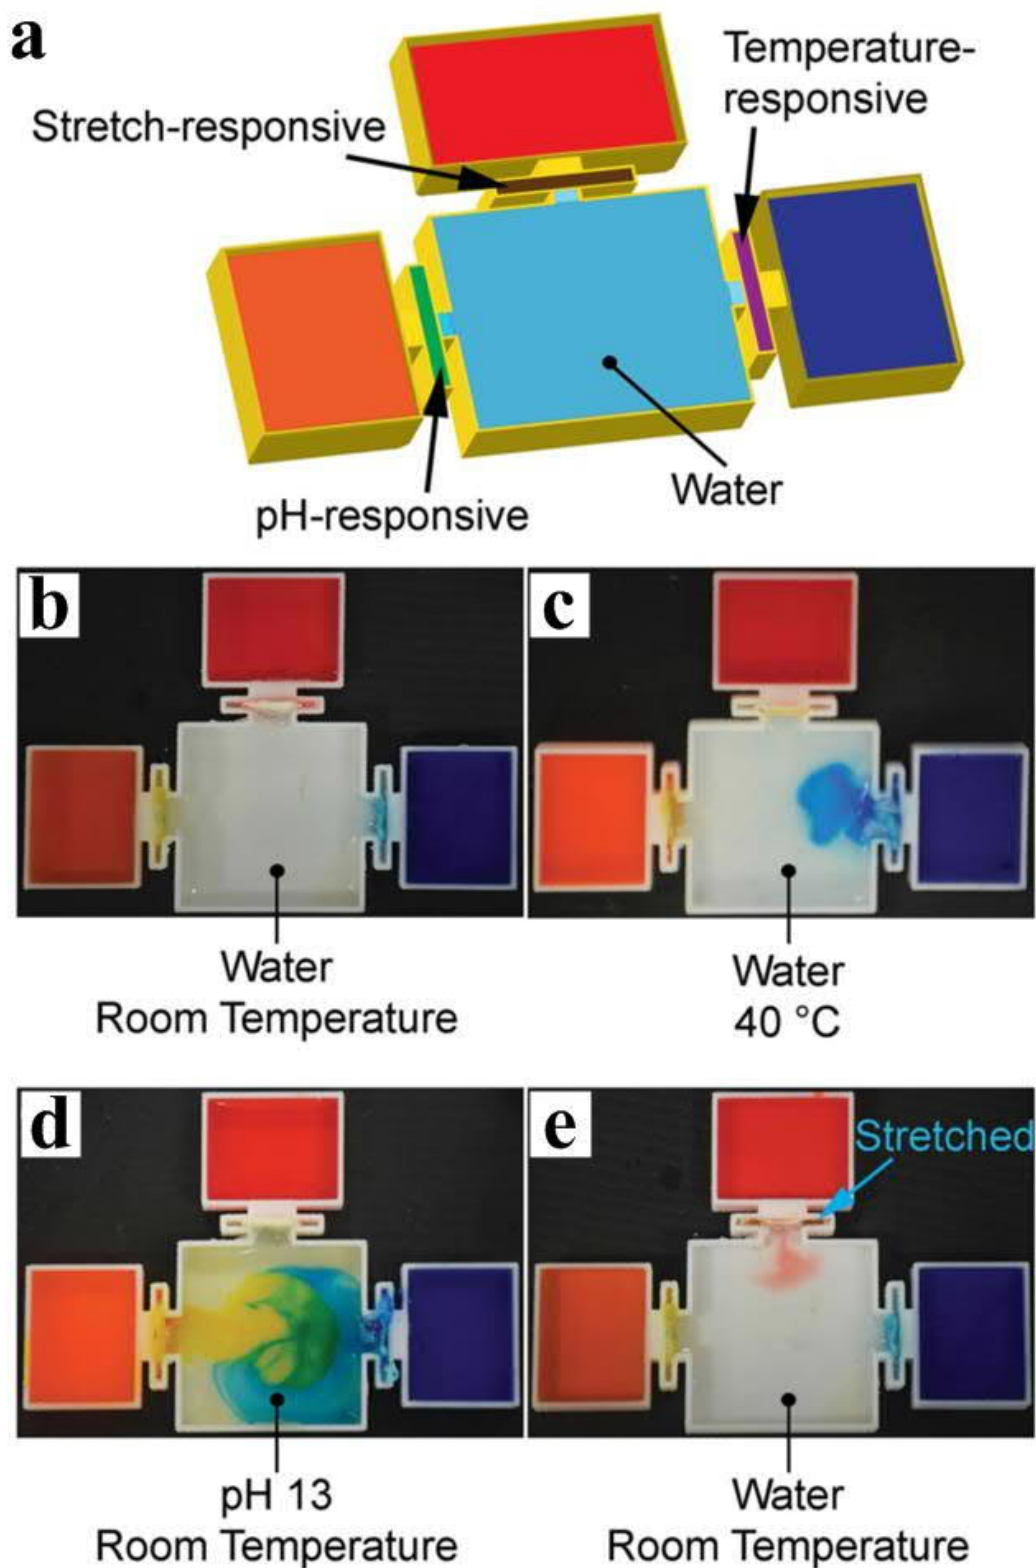 a
Temperature-
responsive
Stretch-responsive
Water
pH-responsive
b
c
Water
Room Temperature
Water
40 °C
d
e
Stretched
pH 13
Room Temperature
Water
Room Temperature